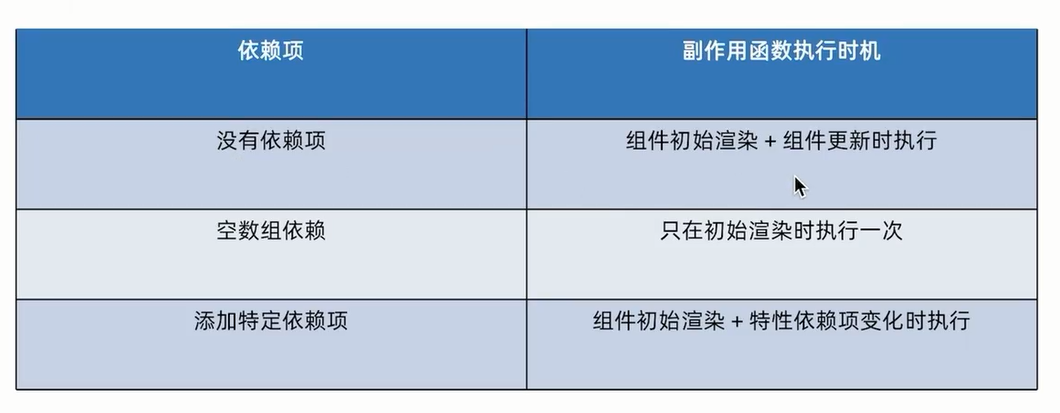 依赖项
副作用函数执行时机
没有依赖项
组件初始渲染 + 组件更新时执行
空数组依赖
只在初始渲染时执行一次
添加特定依赖项
组件初始渲染 + 特性依赖项变化时执行